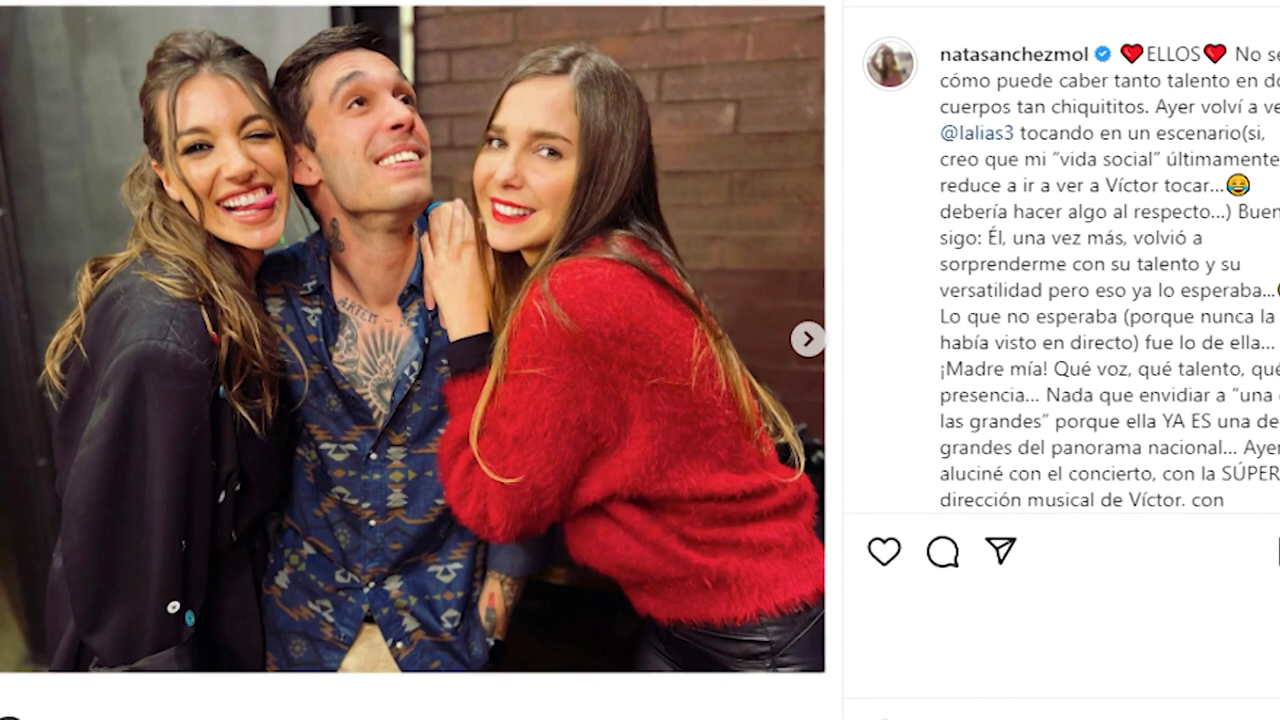 natasanchezmol ❤️ELLOS❤️ No se
cómo puede caber tanto talento en do
cuerpos tan chiquititos. Ayer volví a ve
@lalias3 tocando en un escenario(si,
creo que mi "vida social" últimamente
reduce a ir a ver a Víctor tocar...😂
debería hacer algo al respecto...) Buen
sigo: Él, una vez más, volvió a
sorprenderme con su talento y su
versatilidad pero eso ya lo esperaba...
Lo que no esperaba (porque nunca la
había visto en directo) fue lo de ella...
¡Madre mía! Qué voz, qué talento, qué
presencia... Nada que envidiar a "una
las grandes" porque ella YA ES una de
grandes del panorama nacional... Ayer
aluciné con el concierto, con la SÚPER
dirección musical de Víctor, con
ARTEM -